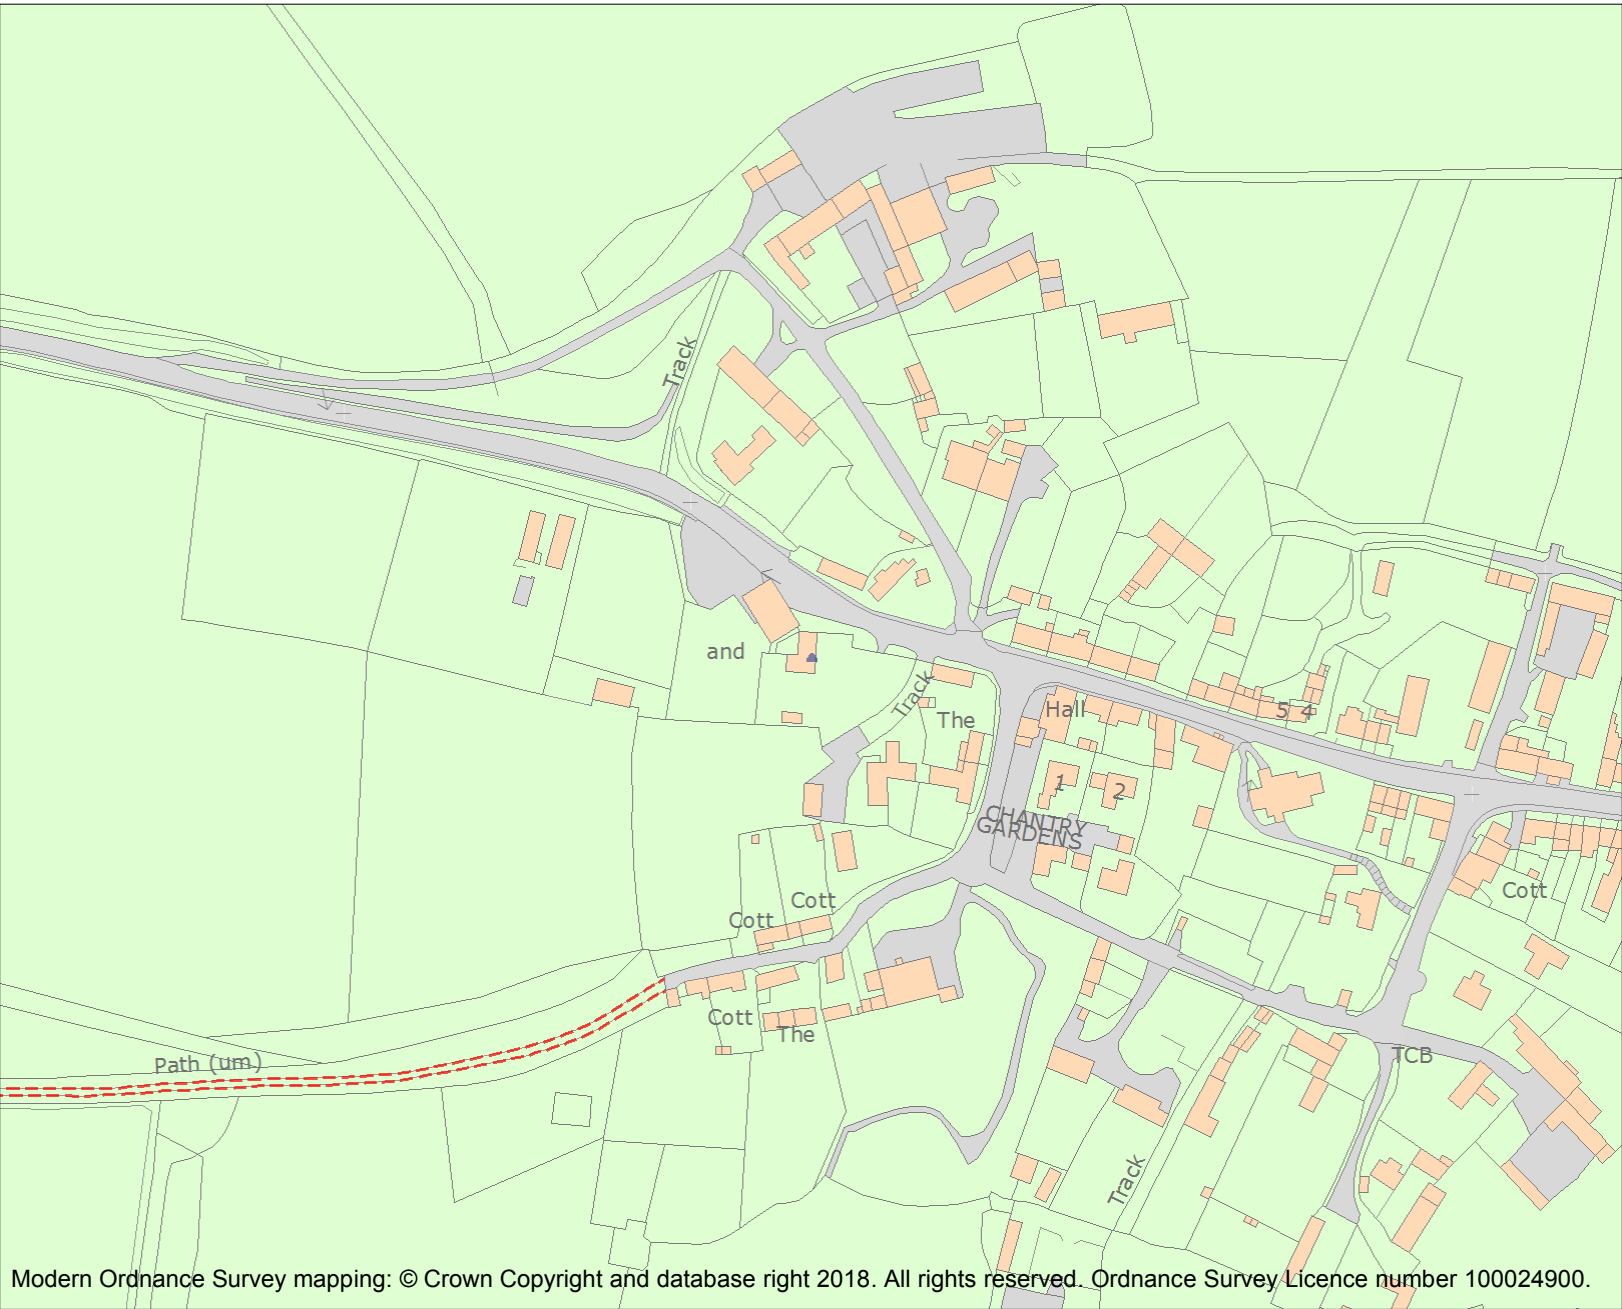 Track
and
Track
The
Hall
5 4
1
2
CHANTRY
GARDENS
Cott
Cott
Cott
Cott
The
Path (um)
TCB
Track
Modern Ordnance Survey mapping: © Crown Copyright and database right 2018. All rights reserved. Ordnance Survey Licence number 100024900.